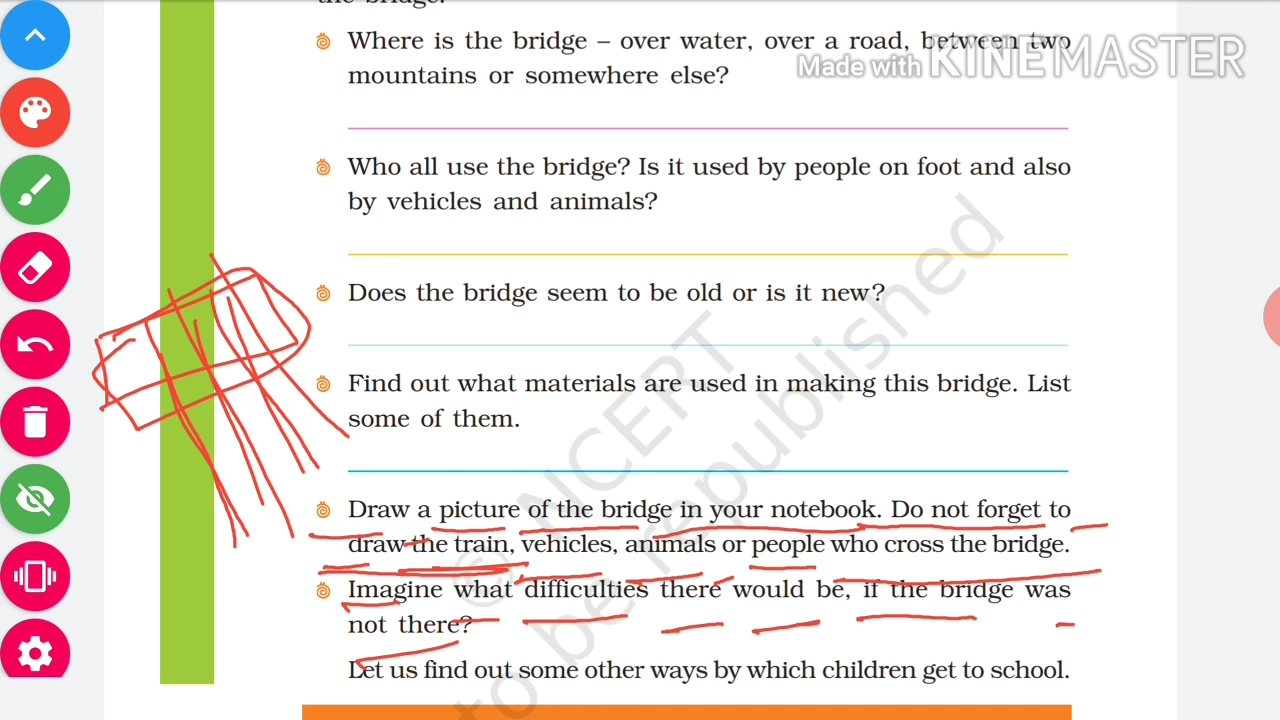 the bridge.
Where is the bridge – over water, over a road, between two
mountains or somewhere else?
Made with KINEMASTER
Who all use the bridge? Is it used by people on foot and also
by vehicles and animals?
Does the bridge seem to be old or is it new?
Find out what materials are used in making this bridge. List
some of them.
Draw a picture of the bridge in your notebook. Do not forget to
draw the train, vehicles, animals or people who cross the bridge.
Imagine what difficulties there would be, if the bridge was
not there?
Let us find out some other ways by which children get to school.
© NCERT
to be republished